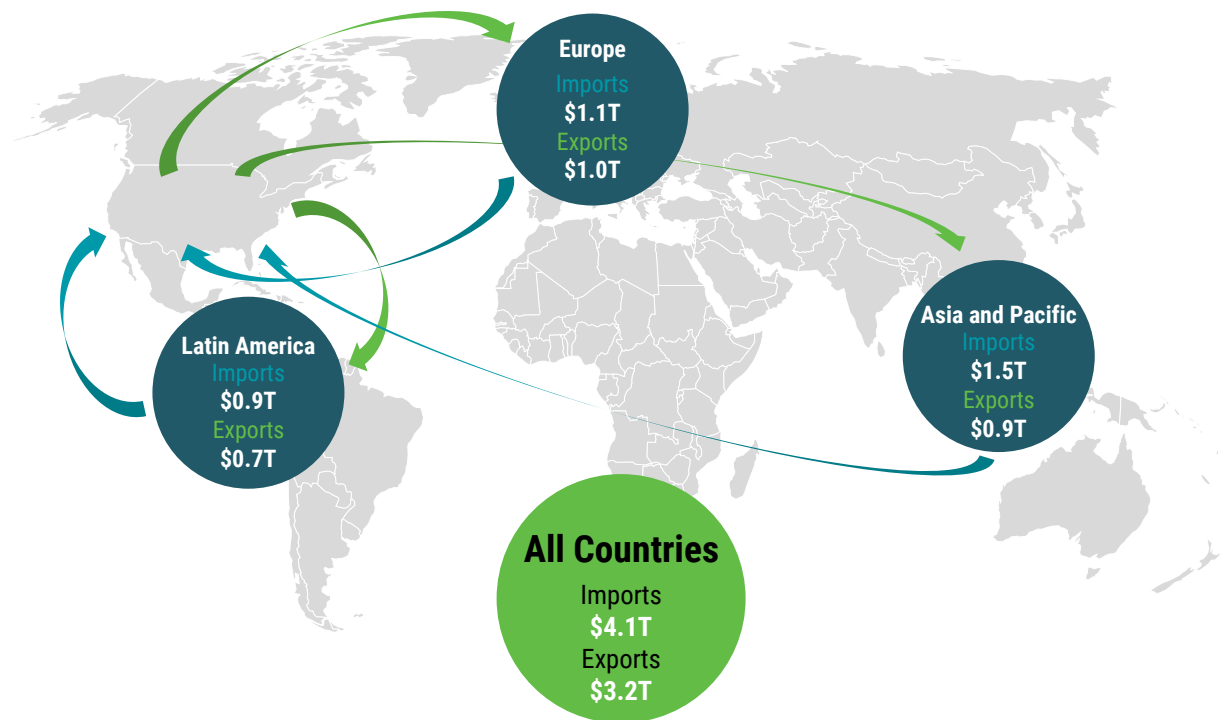 Europe
Imports
$1.1T
Exports
$1.0T
Latin America
Imports
$0.9T
Exports
$0.7T
Asia and Pacific
Imports
$1.5T
Exports
$0.9T
All Countries
Imports
$4.1T
Exports
$3.2T